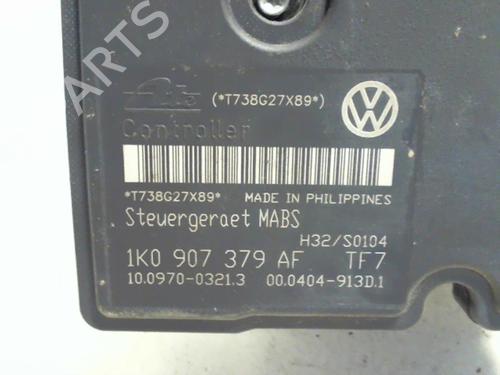 Ate (*T738G27X89*)
Controller
*T738G27X89* MADE IN PHILIPPINES
Steuergeraet MABS
H32/S0104
1K0 907 379 AF TF7
10.0970-0321.3 00.0404-913D.1